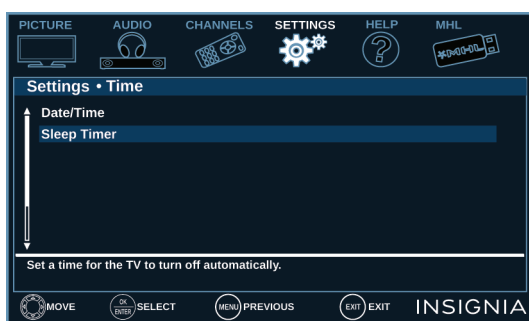 PICTURE AUDIO CHANNELS SETTINGS HELP MHL
MHL
Settings • Time
Date/Time
Sleep Timer
Set a time for the TV to turn off automatically.
MOVE OK ENTER SELECT MENU PREVIOUS EXIT EXIT INSIGNIA